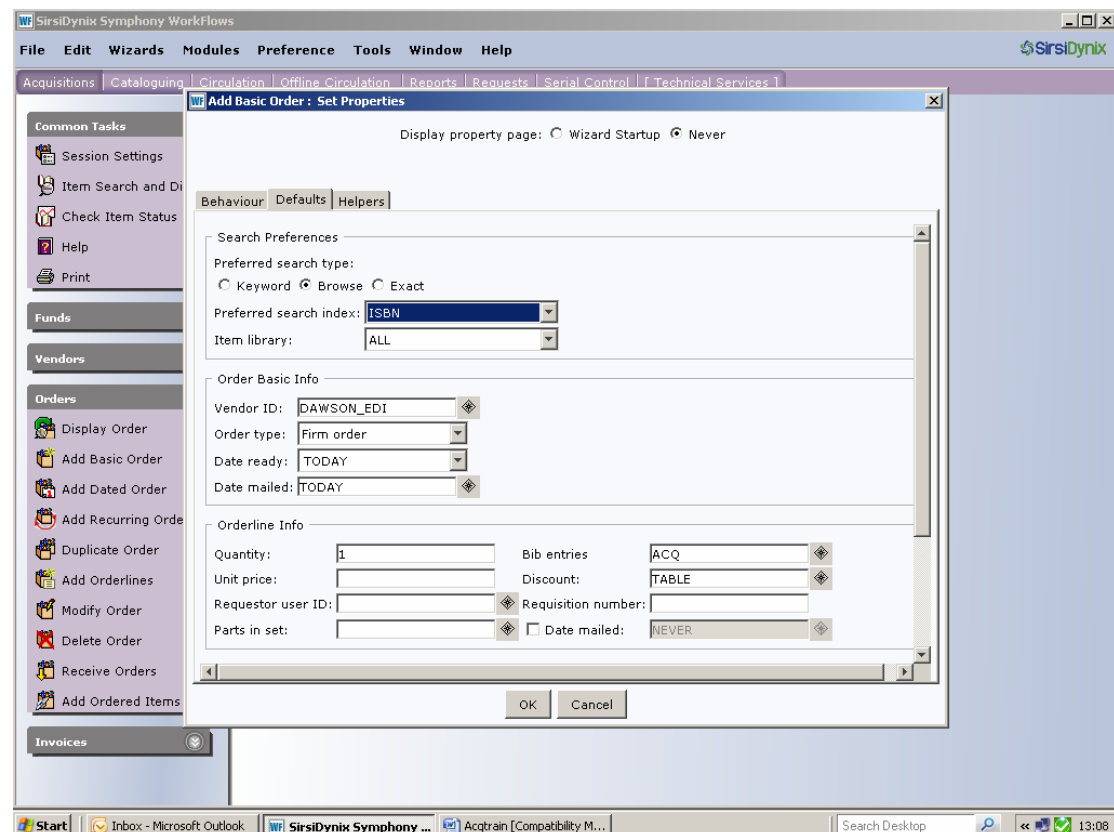 WF SirsiDynix Symphony WorkFlows
File Edit Wizards Modules Preference Tools Window Help
SirsiDynix
Acquisitions Cataloguing Circulation Offline Circulation Reports Requests Serial Control [ Technical Services ]
WF Add Basic Order : Set Properties
Display property page: Wizard Startup Never
Common Tasks
Session Settings
Item Search and Di
Check Item Status
Help
Print
Funds
Vendors
Orders
Display Order
Add Basic Order
Add Dated Order
Add Recurring Orde
Duplicate Order
Add Orderlines
Modify Order
Delete Order
Receive Orders
Add Ordered Items
Invoices
Behaviour Defaults Helpers
Search Preferences
Preferred search type:
Keyword Browse Exact
Preferred search index: ISBN
Item library: ALL
Order Basic Info
Vendor ID: DAWSON_EDI
Order type: Firm order
Date ready: TODAY
Date mailed: TODAY
Orderline Info
Quantity: 1 Bib entries ACQ
Unit price: Discount: TABLE
Requestor user ID: Requisition number:
Parts in set: Date mailed: NEVER
OK Cancel
Start Inbox - Microsoft Outlook WF SirsiDynix Symphony ... Acqtrain [Compatibility M... Search Desktop « 13:08